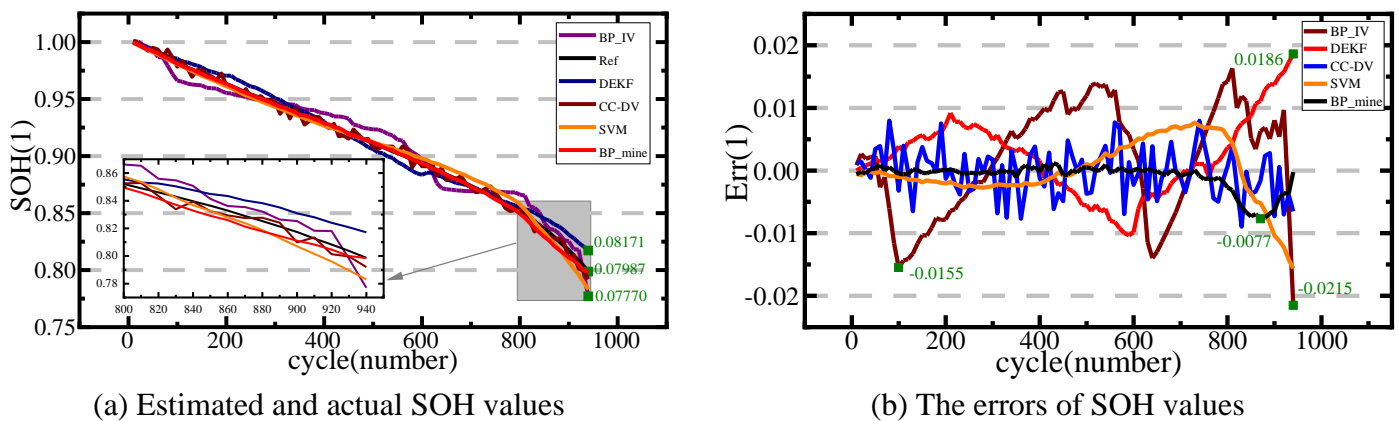 1.00
0.95
0.90
0.85
0.80
0.75
SOH(1)
BP_IV
Ref
DEKF
CC-DV
SVM
BP_mine
0.86
0.84
0.82
0.80
0.78
800 820 840 860 880 900 920 940
0.08171
0.07987
0.07770
0 200 400 600 800 1000
cycle(number)
(a) Estimated and actual SOH values
0.02
0.01
0.00
-0.01
-0.02
Err(1)
BP_IV
DEKF
CC-DV
SVM
BP_mine
0.0186
-0.0155
-0.0077
-0.0215
0 200 400 600 800 1000
cycle(number)
(b) The errors of SOH values